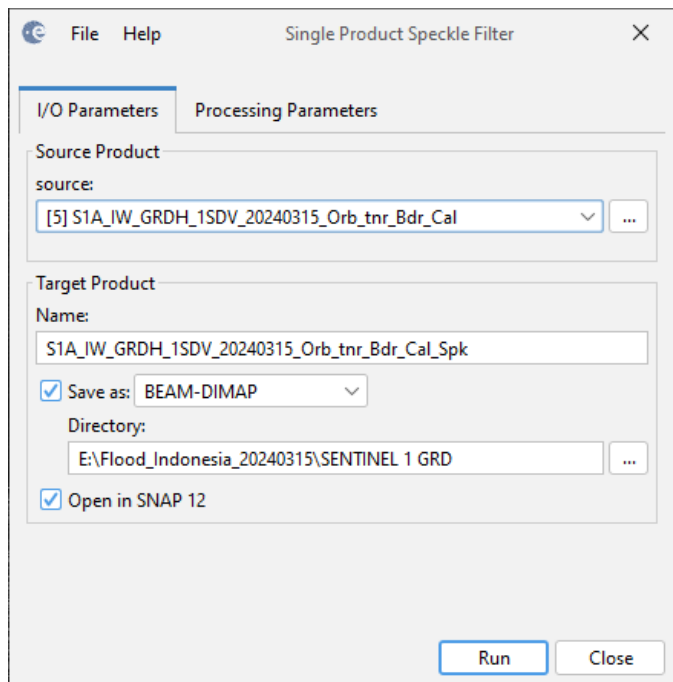 File Help Single Product Speckle Filter
I/O Parameters Processing Parameters
Source Product
source:
[5] S1A_IW_GRDH_1SDV_20240315_Orb_tnr_Bdr_Cal ...
Target Product
Name:
S1A_IW_GRDH_1SDV_20240315_Orb_tnr_Bdr_Cal_Spk
Save as: BEAM-DIMAP
Directory:
E:\Flood_Indonesia_20240315\SENTINEL 1 GRD ...
Open in SNAP 12
Run Close